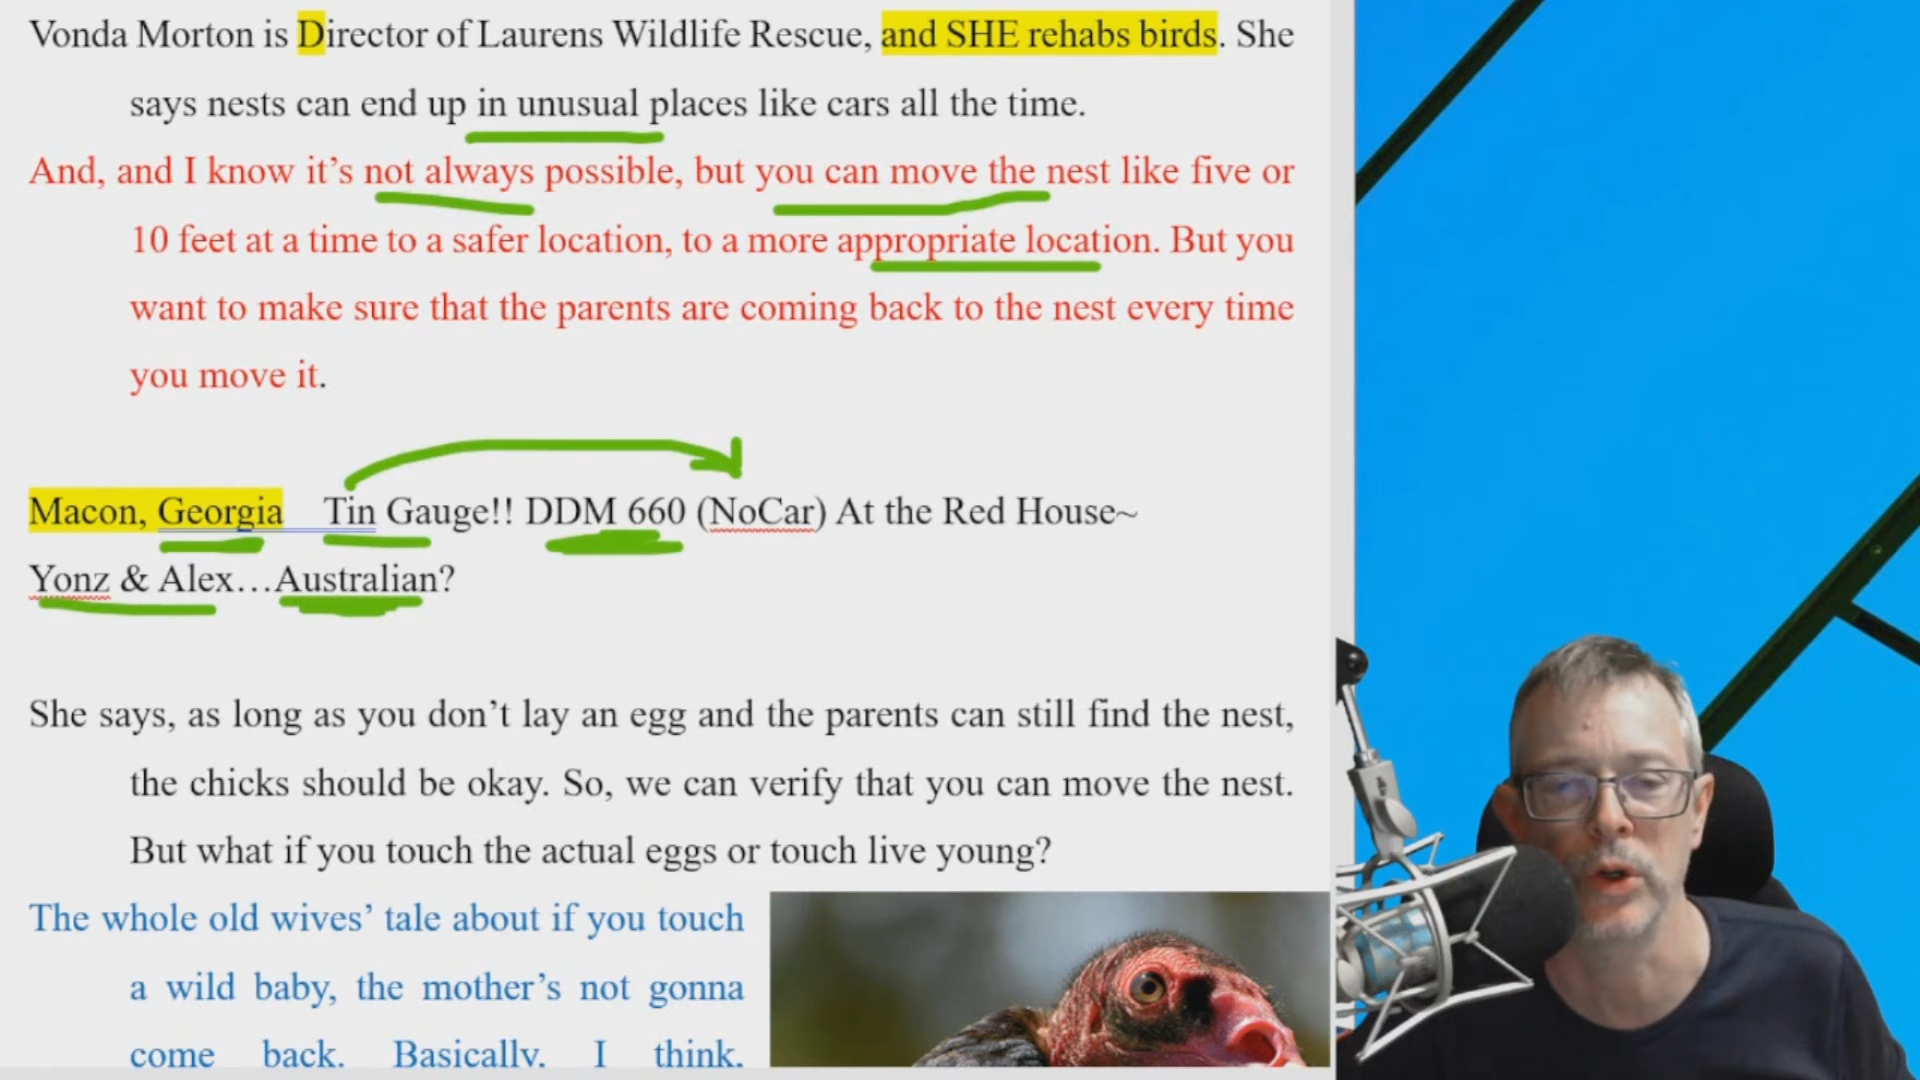 Vonda Morton is Director of Laurens Wildlife Rescue, and SHE rehabs birds. She
says nests can end up in unusual places like cars all the time.
And, and I know it's not always possible, but you can move the nest like five or
10 feet at a time to a safer location, to a more appropriate location. But you
want to make sure that the parents are coming back to the nest every time
you move it.
Macon, Georgia Tin Gauge!! DDM 660 (NoCar) At the Red House~
Yonz & Alex…Australian?
She says, as long as you don't lay an egg and the parents can still find the nest,
the chicks should be okay. So, we can verify that you can move the nest.
But what if you touch the actual eggs or touch live young?
The whole old wives' tale about if you touch
a wild baby, the mother's not gonna
come back. Basically, I think,